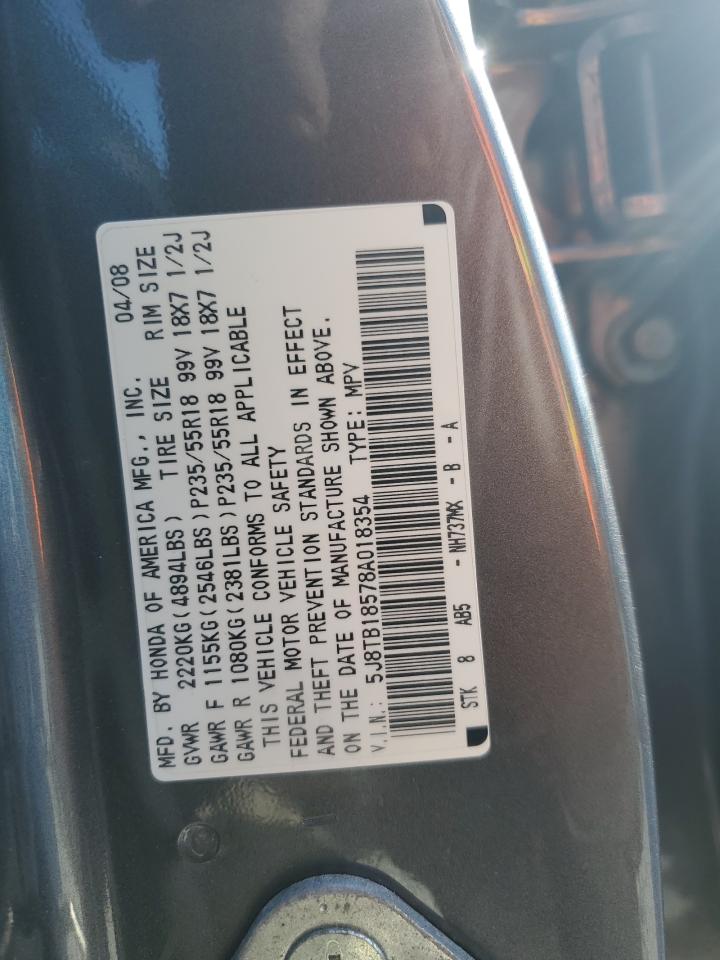 MFD. BY HONDA OF AMERICA MFG., INC. 04/08
GVWR 2220KG(4894LBS) TIRE SIZE RIM SIZE
GAWR F 1155KG(2546LBS)P235/55R18 99V 18X7 1/2J
GAWR R 1080KG(2381LBS)P235/55R18 99V 18X7 1/2J
THIS VEHICLE CONFORMS TO ALL APPLICABLE
FEDERAL MOTOR VEHICLE SAFETY
AND THEFT PREVENTION STANDARDS IN EFFECT
ON THE DATE OF MANUFACTURE SHOWN ABOVE.
V.I.N.: 5J8TB18578A018354 TYPE: MPV
STK 8 AB5 - NH737MX - B - A